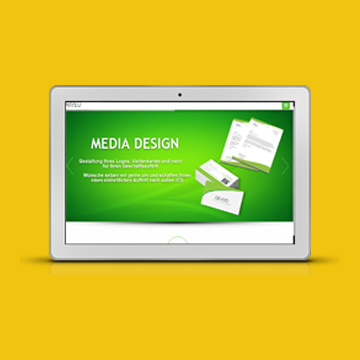 MEDIA DESIGN
Gestaltung Ihres Logos, Visitenkarten und mehr
für Ihren Geschäftsauftritt
Wünsche setzen wir gerne um und schaffen Ihnen
einen einheitlichen Auftritt nach außen (CI).